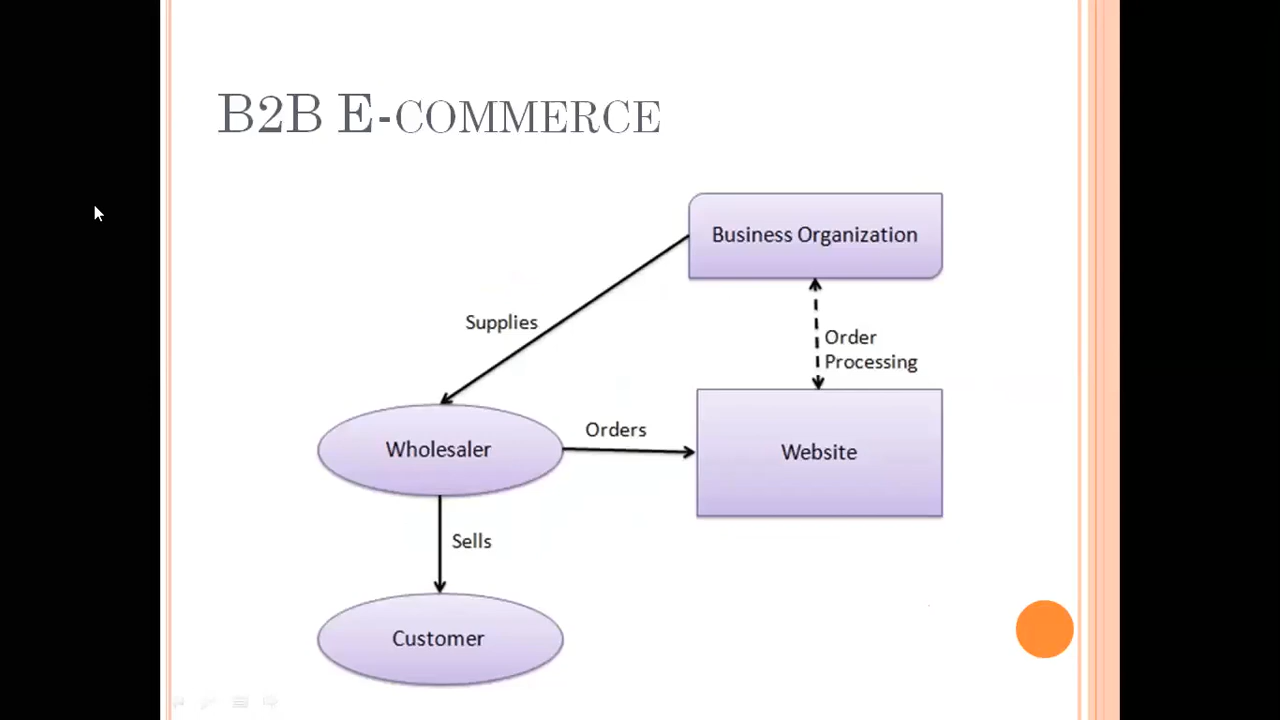 B2B E-COMMERCE
Business Organization
Supplies
Order
Processing
Orders
Wholesaler
Website
Sells
Customer